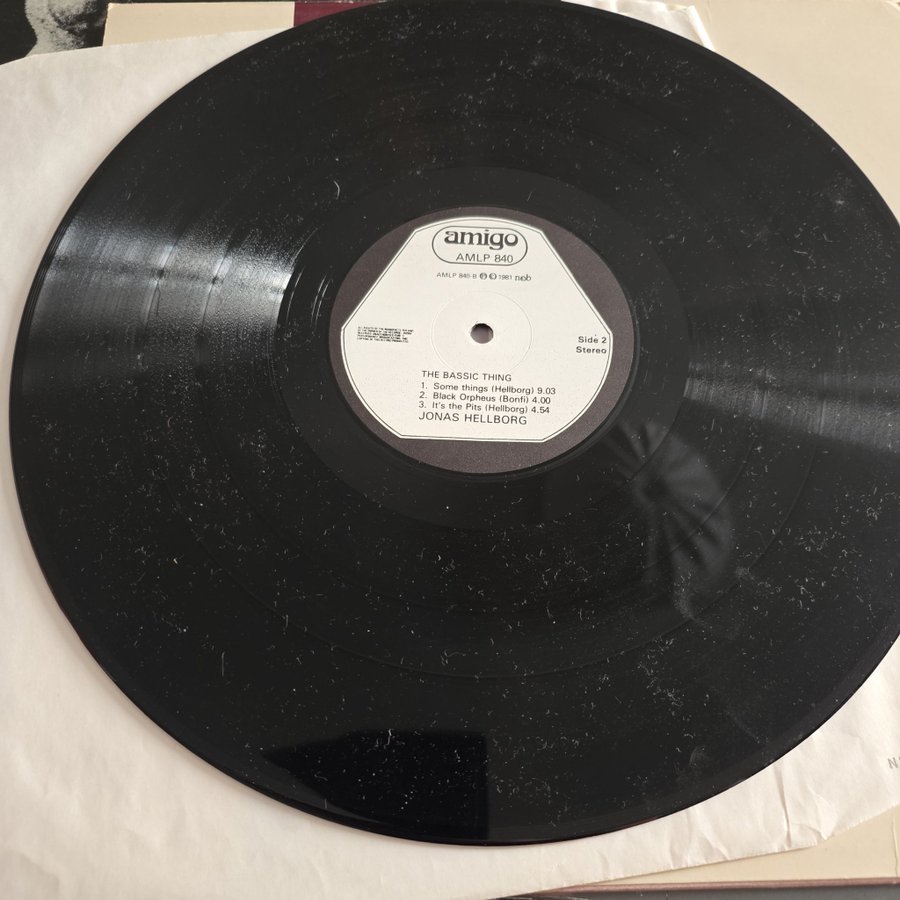 amigo
AMLP 840
AMLP 840-B Ⓟ © 1981 n©b
Side 2
Stereo
THE BASSIC THING
1. Some things (Hellborg) 9.03
2. Black Orpheus (Bonfi) 4.00
3. It's the Pits (Hellborg) 4.54
JONAS HELLBORG